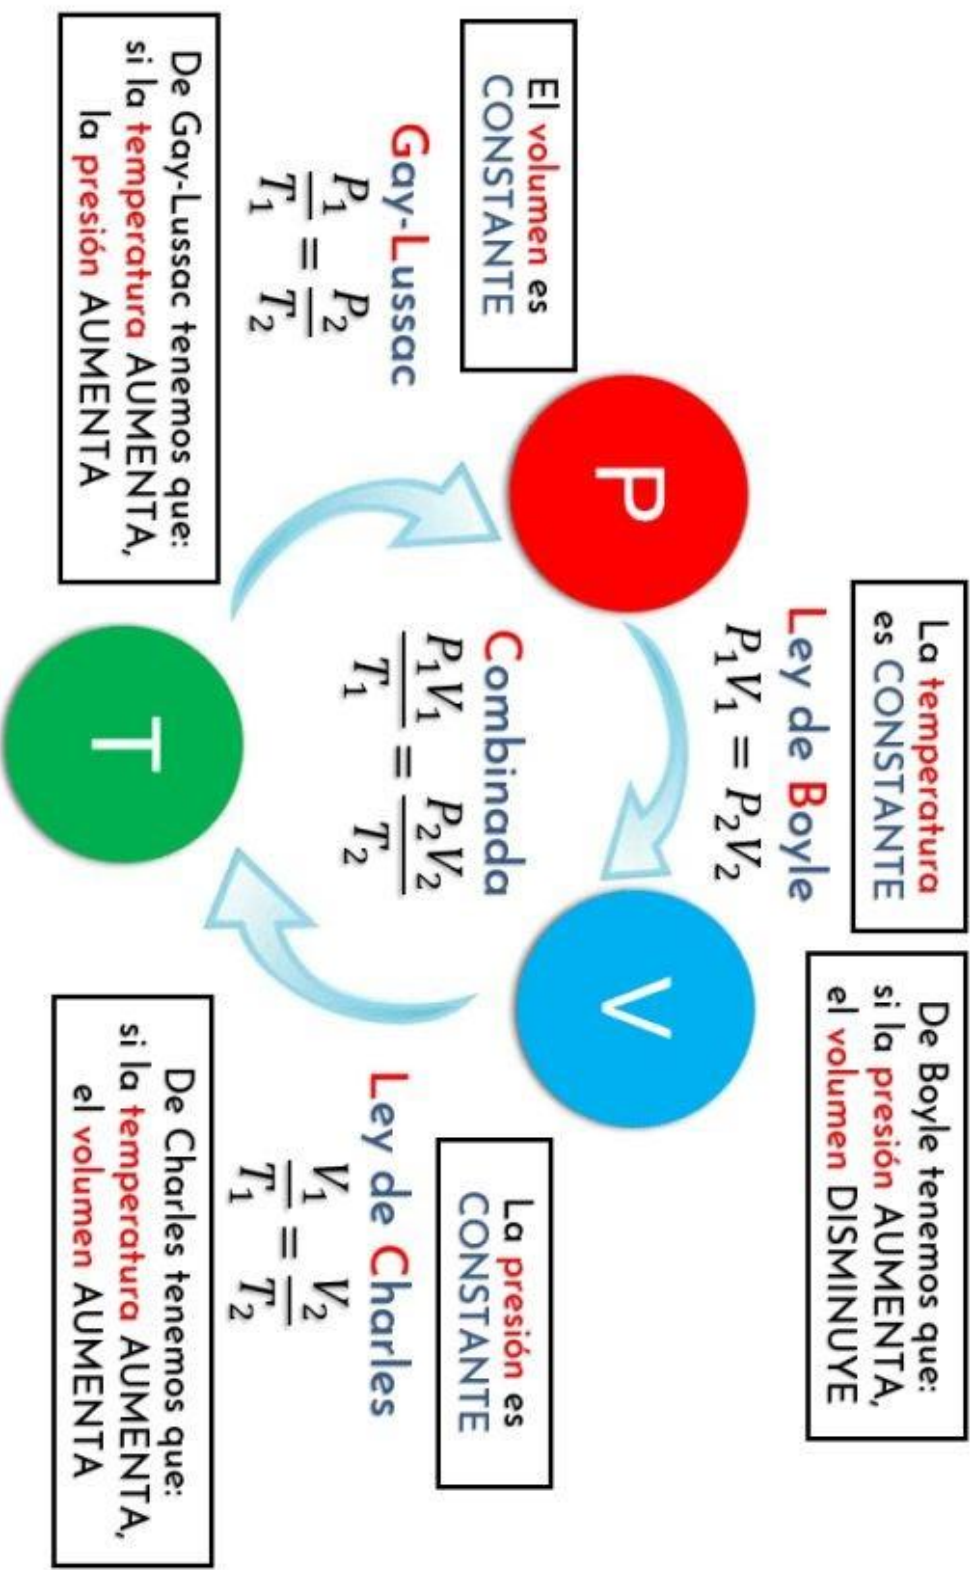 La temperatura
es CONSTANTE
De Boyle tenemos que:
si la presión AUMENTA,
el volumen DISMINUYE
Ley de Boyle
P₁V₁ = P₂V₂
El volumen es
CONSTANTE
P
V
La presión es
CONSTANTE
Gay-Lussac
P₁/T₁ = P₂/T₂
Combinada
P₁V₁/T₁ = P₂V₂/T₂
Ley de Charles
V₁/T₁ = V₂/T₂
De Gay-Lussac tenemos que:
si la temperatura AUMENTA,
la presión AUMENTA
T
De Charles tenemos que:
si la temperatura AUMENTA,
el volumen AUMENTA